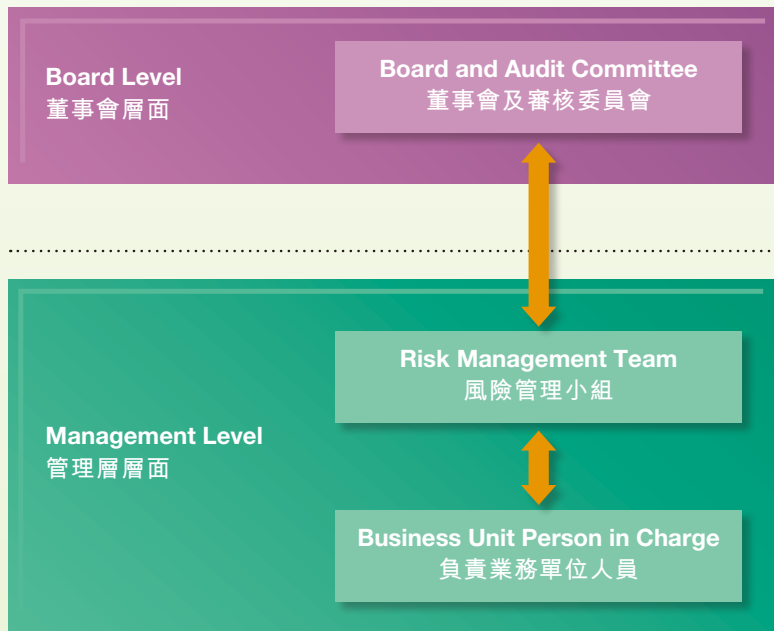 Board Level
董事會層面
Board and Audit Committee
董事會及審核委員會
Risk Management Team
風險管理小組
Management Level
管理層層面
Business Unit Person in Charge
負責業務單位人員